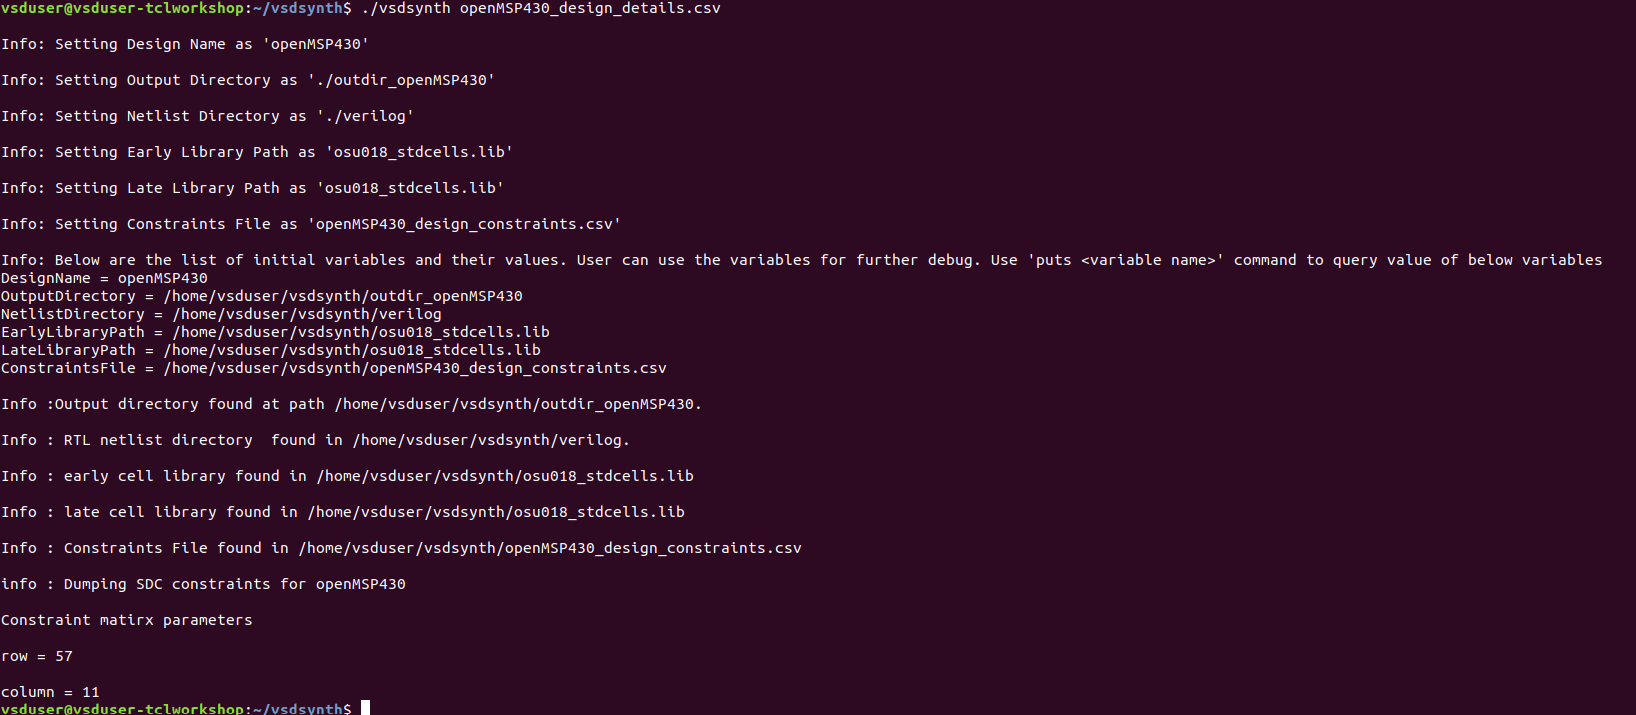 vsduser@vsduser-tclworkshop:~/vsdsynth$ ./vsdsynth openMSP430_design_details.csv
Info: Setting Design Name as 'openMSP430'
Info: Setting Output Directory as './outdir_openMSP430'
Info: Setting Netlist Directory as './verilog'
Info: Setting Early Library Path as 'osu018_stdcells.lib'
Info: Setting Late Library Path as 'osu018_stdcells.lib'
Info: Setting Constraints File as 'openMSP430_design_constraints.csv'
Info: Below are the list of initial variables and their values. User can use the variables for further debug. Use 'puts <variable name>' command to query value of below variables
DesignName = openMSP430
OutputDirectory = /home/vsduser/vsdsynth/outdir_openMSP430
NetlistDirectory = /home/vsduser/vsdsynth/verilog
EarlyLibraryPath = /home/vsduser/vsdsynth/osu018_stdcells.lib
LateLibraryPath = /home/vsduser/vsdsynth/osu018_stdcells.lib
ConstraintsFile = /home/vsduser/vsdsynth/openMSP430_design_constraints.csv
Info :Output directory found at path /home/vsduser/vsdsynth/outdir_openMSP430.
Info : RTL netlist directory  found in /home/vsduser/vsdsynth/verilog.
Info : early cell library found in /home/vsduser/vsdsynth/osu018_stdcells.lib
Info : late cell library found in /home/vsduser/vsdsynth/osu018_stdcells.lib
Info : Constraints File found in /home/vsduser/vsdsynth/openMSP430_design_constraints.csv
info : Dumping SDC constraints for openMSP430
Constraint matirx parameters
row = 57
column = 11
vsduser@vsduser-tclworkshop:~/vsdsynth$